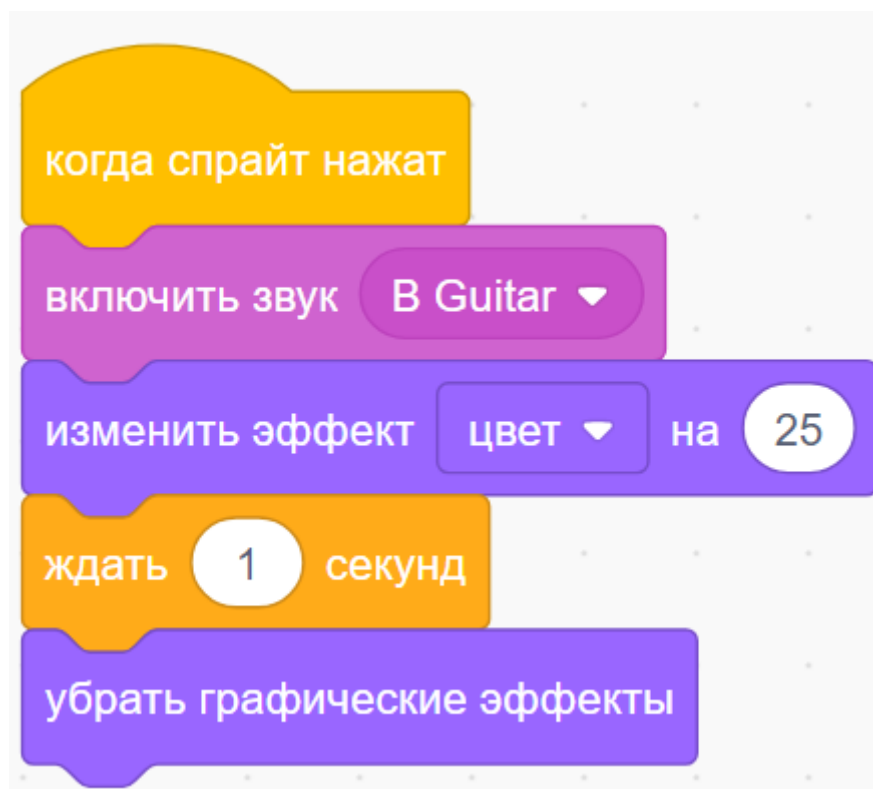 когда спрайт нажат
включить звук B Guitar
изменить эффект цвет на 25
ждать 1 секунд
убрать графические эффекты